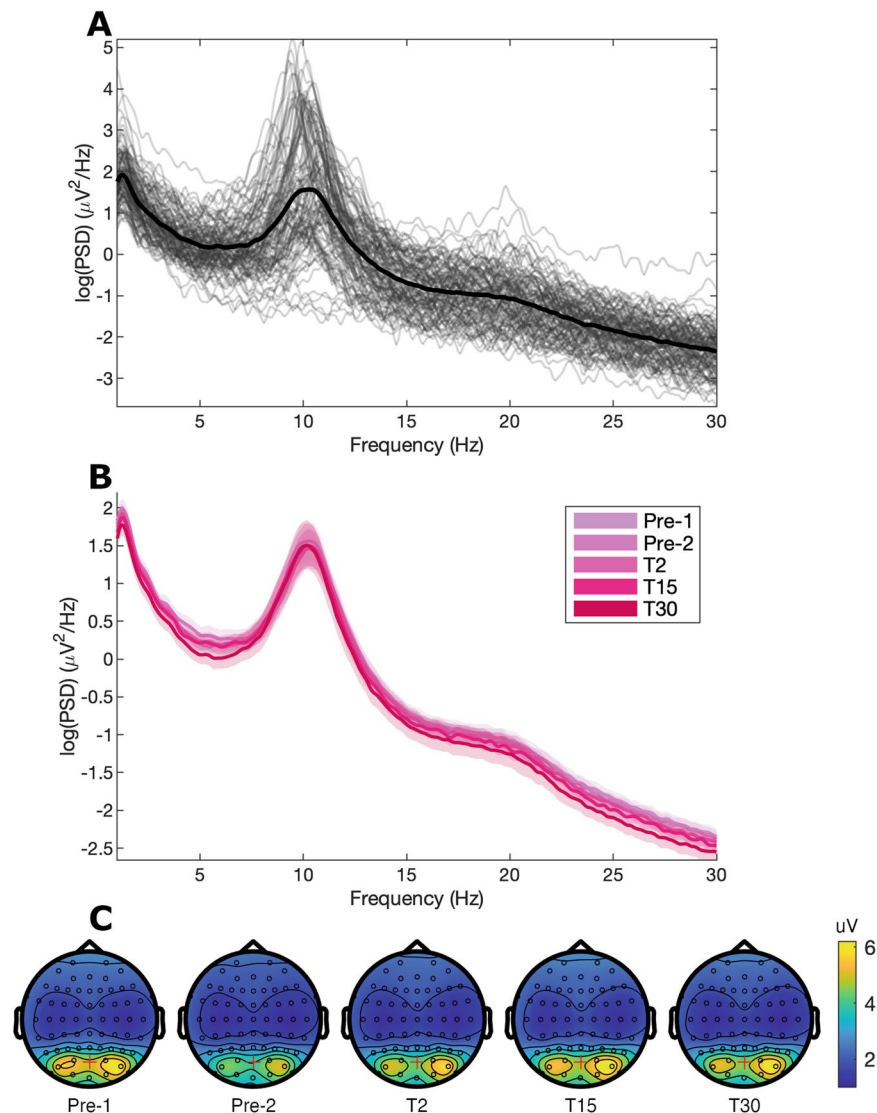 A
5
4
3
2
1
0
-1
-2
-3
log(PSD) (μV²/Hz)
5 10 15 20 25 30
Frequency (Hz)
B
2
1.5
1
0.5
0
-0.5
-1
-1.5
-2
-2.5
log(PSD) (μV²/Hz)
Pre-1
Pre-2
T2
T15
T30
5 10 15 20 25 30
Frequency (Hz)
C
uV
6
4
2
Pre-1 Pre-2 T2 T15 T30